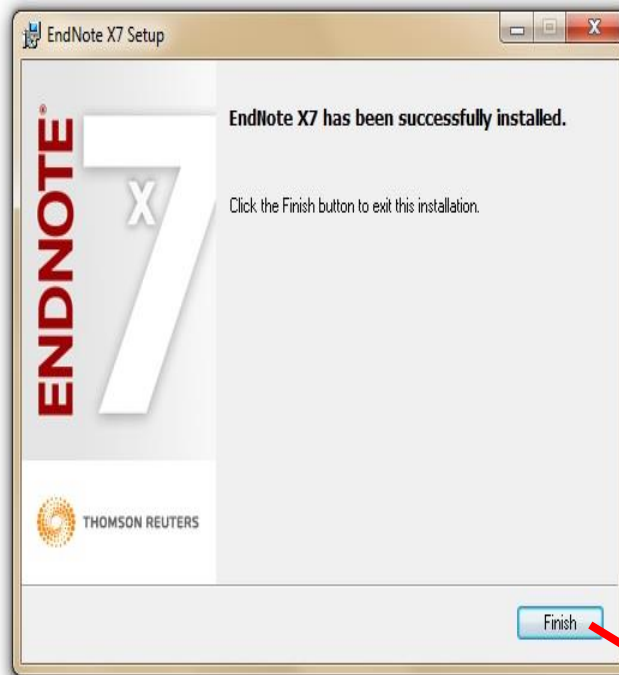 EndNote X7 Setup
EndNote X7 has been successfully installed.
Click the Finish button to exit this installation.
ENDNOTE®
X7
THOMSON REUTERS
Finish